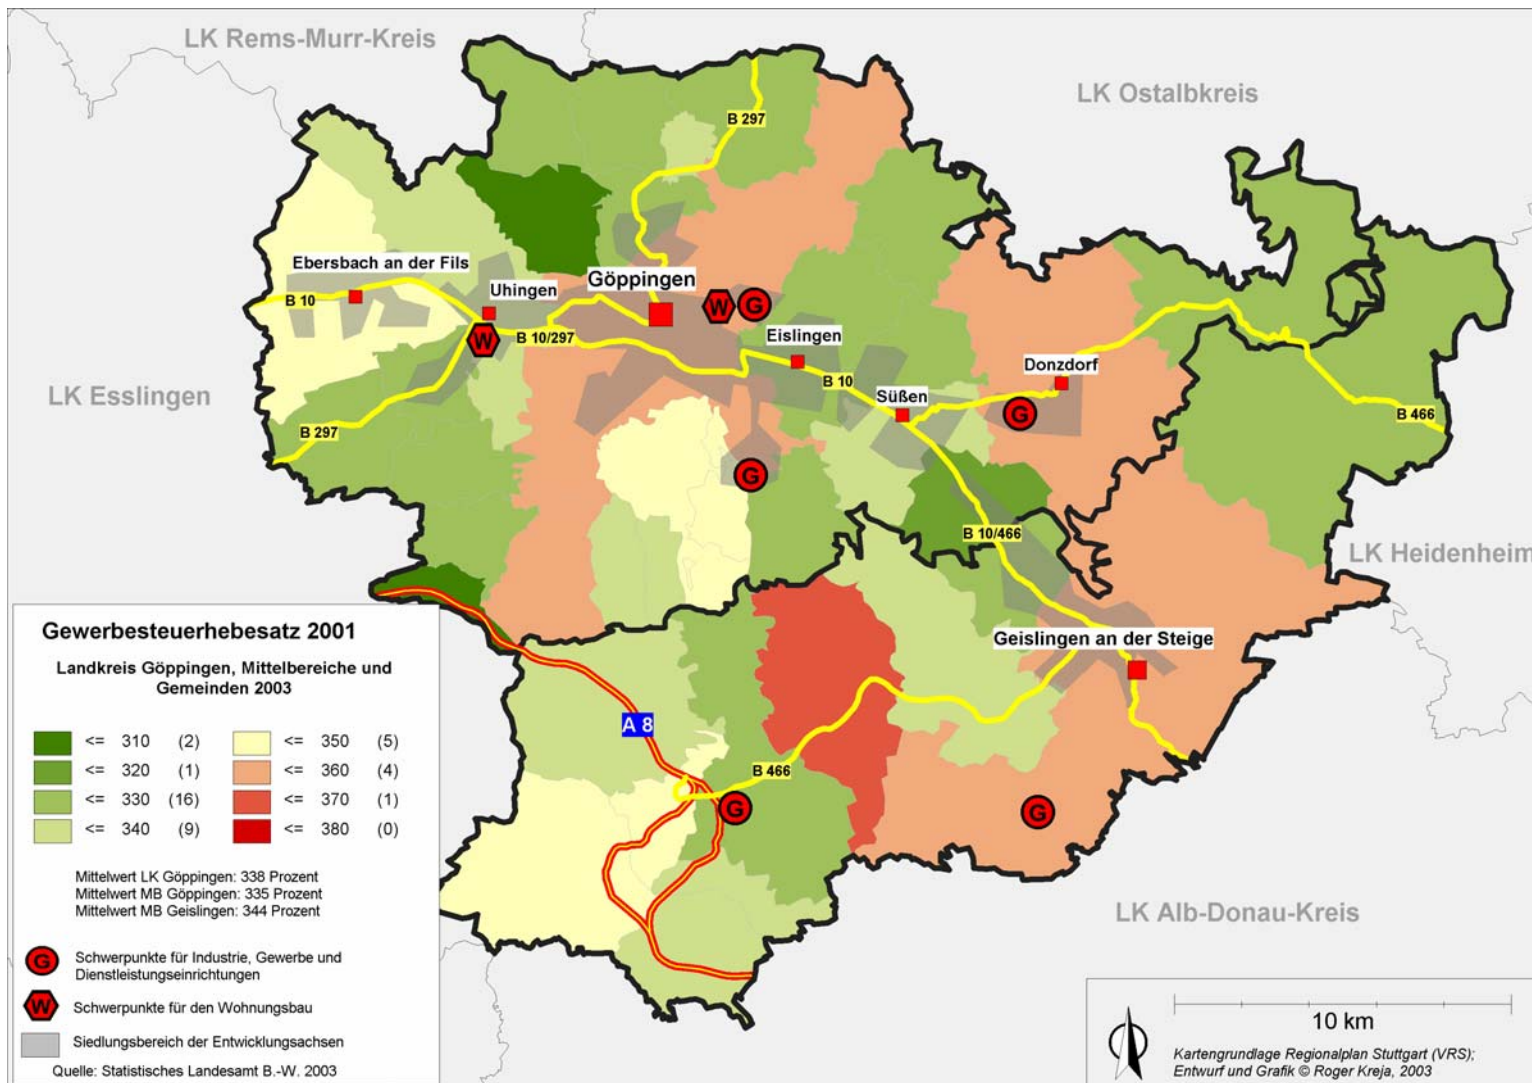 LK Rems-Murr-Kreis
LK Ostalbkreis
B 297
Ebersbach an der Fils
Göppingen
Uhingen
B 10
W
G
W
B 10/297
Eislingen
B 10
Donzdorf
Süßen
G
LK Esslingen
B 297
B 466
G
B 10/466
LK Heidenheim
Geislingen an der Steige
A 8
B 466
G
G
LK Alb-Donau-Kreis
Gewerbesteuerhebesatz 2001
Landkreis Göppingen, Mittelbereiche und
Gemeinden 2003
<= 310 (2) <= 350 (5)
<= 320 (1) <= 360 (4)
<= 330 (16) <= 370 (1)
<= 340 (9) <= 380 (0)
Mittelwert LK Göppingen: 338 Prozent
Mittelwert MB Göppingen: 335 Prozent
Mittelwert MB Geislingen: 344 Prozent
G Schwerpunkte für Industrie, Gewerbe und
Dienstleistungseinrichtungen
W Schwerpunkte für den Wohnungsbau
Siedlungsbereich der Entwicklungsachsen
Quelle: Statistisches Landesamt B.-W. 2003
10 km
Kartengrundlage Regionalplan Stuttgart (VRS);
Entwurf und Grafik © Roger Kreja, 2003